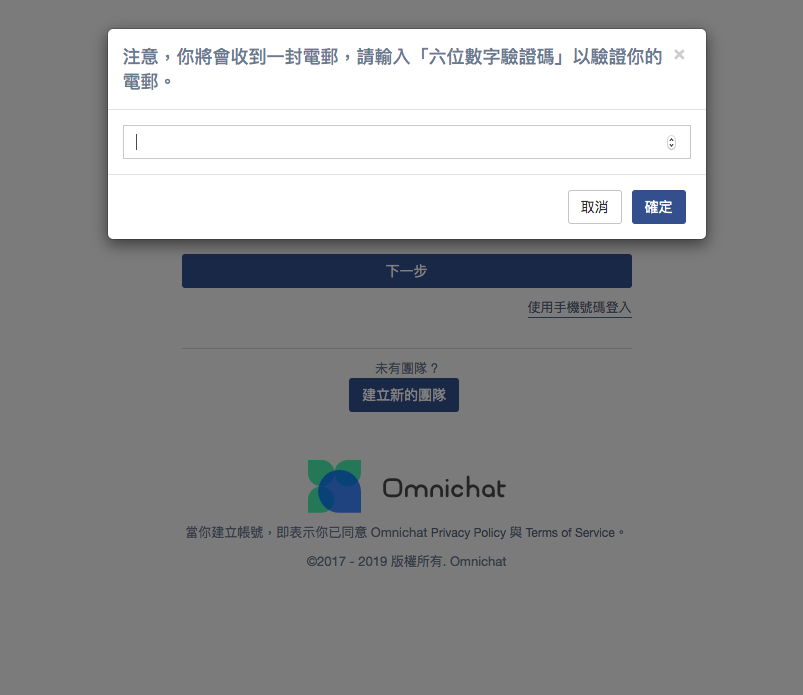 注意，你將會收到一封電郵，請輸入「六位數字驗證碼」以驗證你的
電郵。
×
取消
確定
下一步
使用手機號碼登入
未有團隊？
建立新的團隊
Omnichat
當你建立帳號，即表示你已同意 Omnichat Privacy Policy 與 Terms of Service。
©2017 - 2019 版權所有. Omnichat